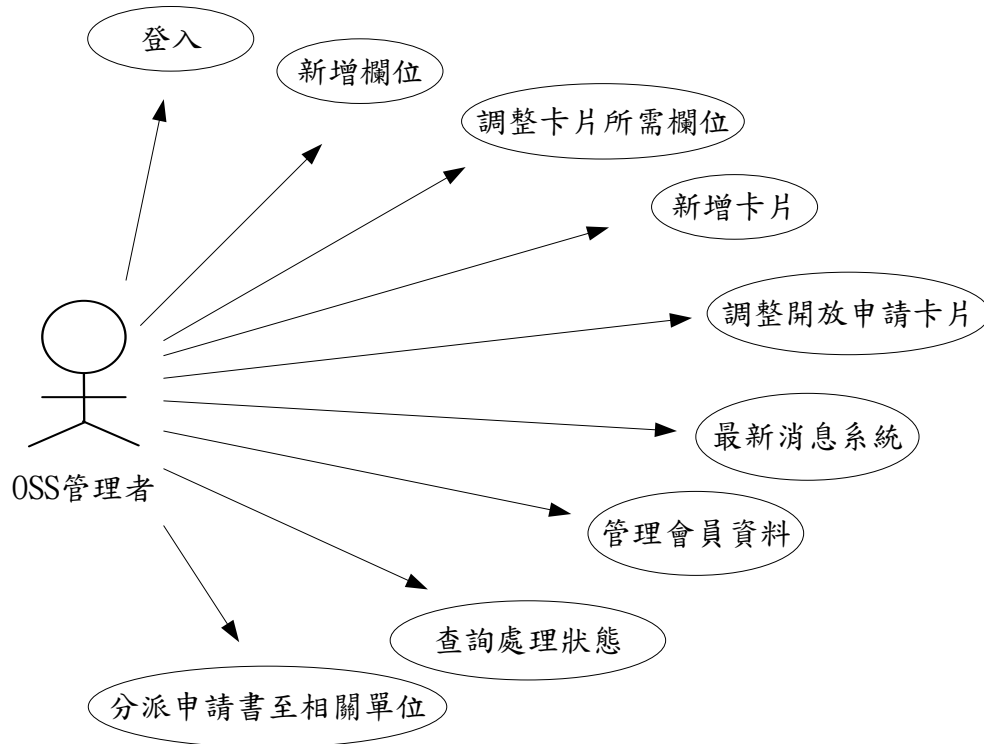 登入
新增欄位
調整卡片所需欄位
新增卡片
調整開放申請卡片
最新消息系統
OSS管理者
管理會員資料
查詢處理狀態
分派申請書至相關單位